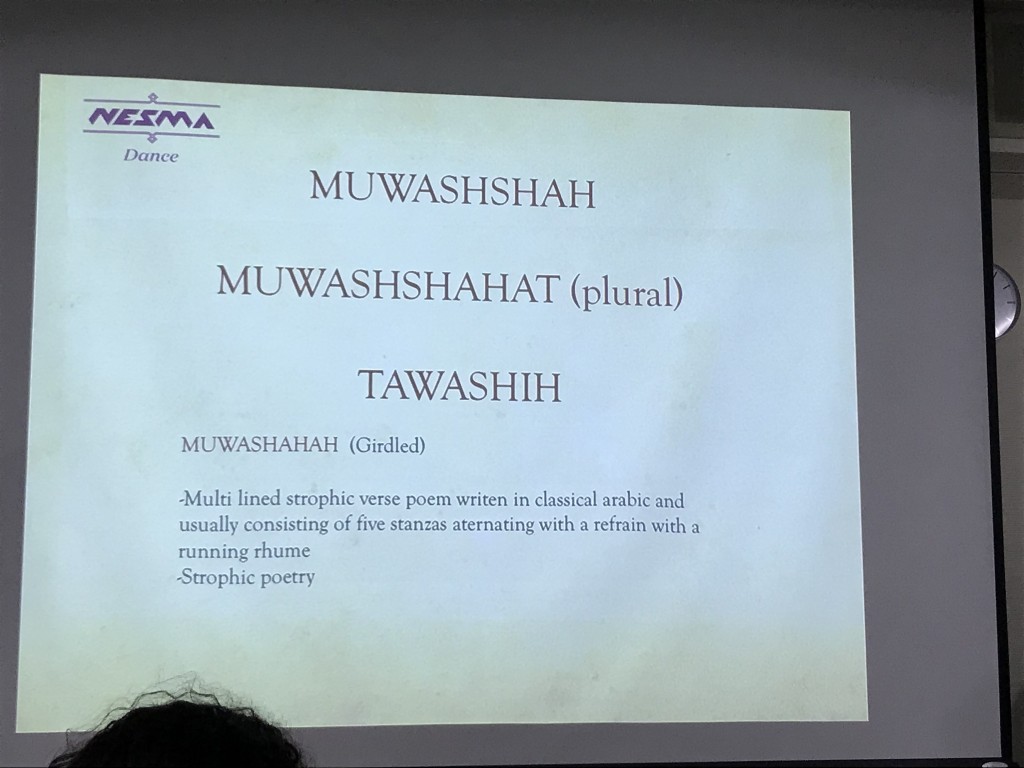 NESMA
Dance
MUWASHSHAH
MUWASHSHAHAT (plural)
TAWASHIH
MUWASHAHAH (Girdled)
-Multi lined strophic verse poem writen in classical arabic and
usually consisting of five stanzas aternating with a refrain with a
running rhume
-Strophic poetry